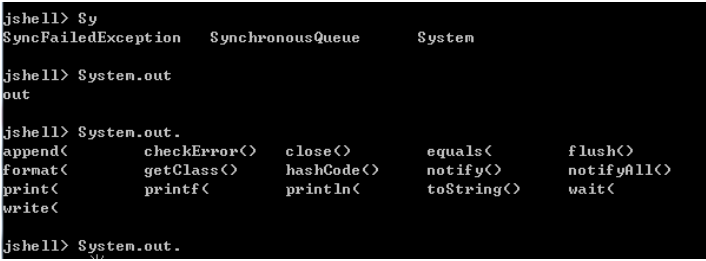 jshell> Sy
SyncFailedException SynchronousQueue System
jshell> System.out
out
jshell> System.out.
append( checkError() close() equals( flush()
format( getClass() hashCode() notify() notifyAll()
print( printf( println( toString() wait(
write(
jshell> System.out.